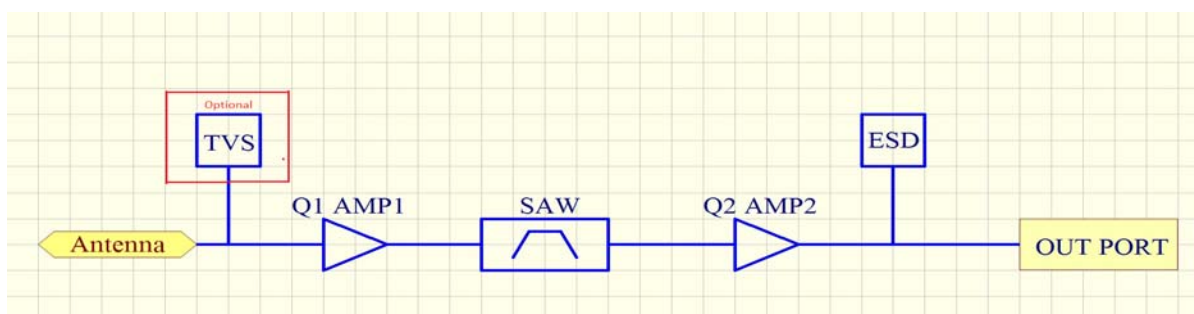 Optional
TVS
ESD
Q1 AMP1
SAW
Q2 AMP2
Antenna
OUT PORT